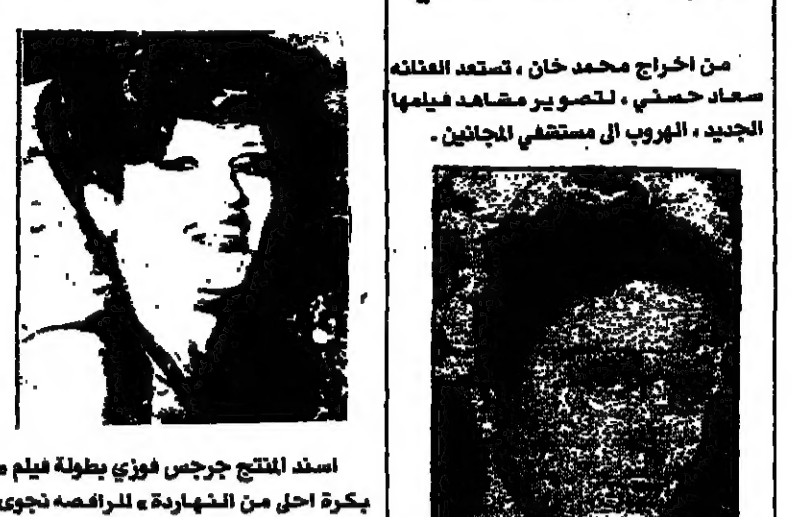 من اخراج محمد خان ، تستعد الفنانه
سعاد حسني ، لتصوير مشاهد فيلمها
الجديد ، الهروب الى مستشفي المجانين .
اسند المنتج جرجس فوزي بطولة فيلم «
بكرة احلى من النهاردة » للراقصه نجوى